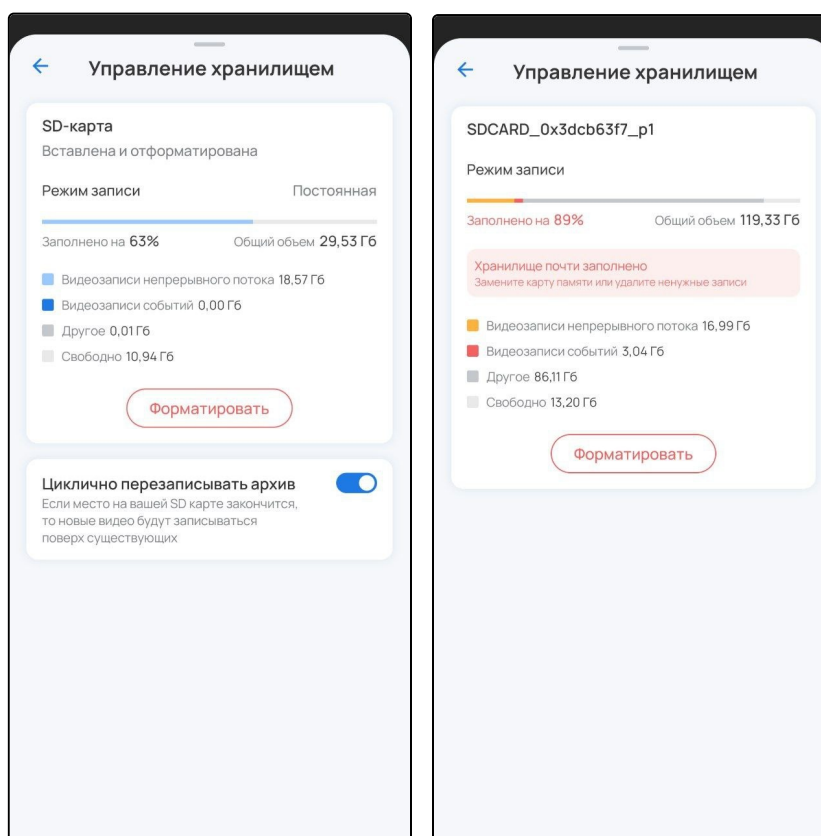 Управление хранилищем
SD-карта
Вставлена и отформатирована
Режим записи Постоянная
Заполнено на 63% Общий объем 29,53 Гб
Видеозаписи непрерывного потока 18,57 Гб
Видеозаписи событий 0,00 Гб
Другое 0,01 Гб
Свободно 10,94 Гб
Форматировать
Циклично перезаписывать архив
Если место на вашей SD карте закончится,
то новые видео будут записываться
поверх существующих
Управление хранилищем
SDCARD_0x3dcb63f7_p1
Режим записи
Заполнено на 89% Общий объем 119,33 Гб
Хранилище почти заполнено
Замените карту памяти или удалите ненужные записи
Видеозаписи непрерывного потока 16,99 Гб
Видеозаписи событий 3,04 Гб
Другое 86,11 Гб
Свободно 13,20 Гб
Форматировать